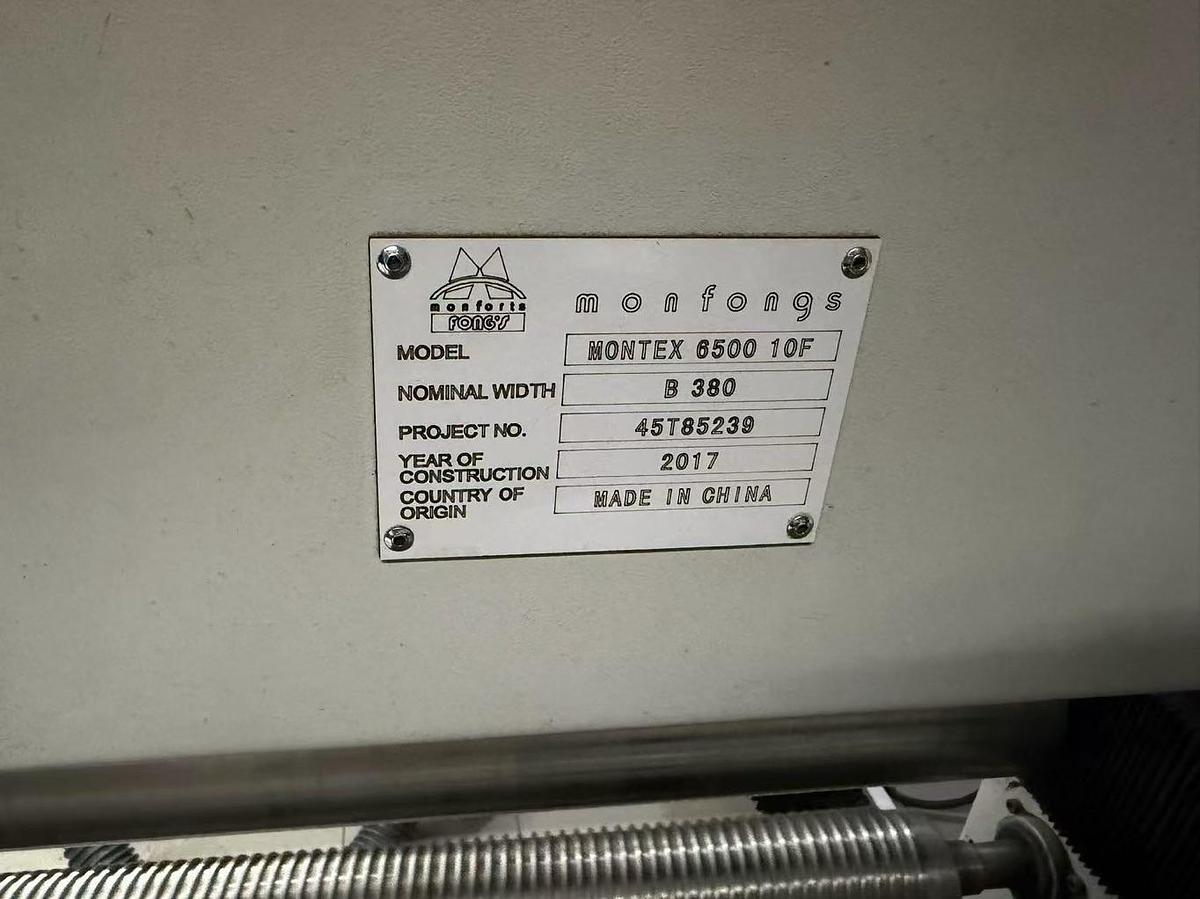 monforts
FONG'S
monfongs
MODEL MONTEX 6500 10F
NOMINAL WIDTH B 380
PROJECT NO. 45T85239
YEAR OF
CONSTRUCTION 2017
COUNTRY OF
ORIGIN MADE IN CHINA